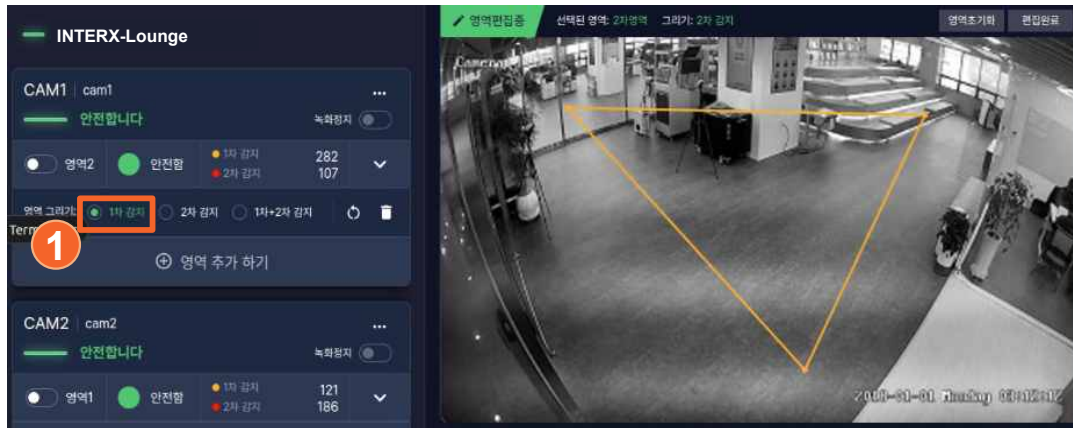 INTERX-Lounge
CAM1 cam1
...
안전합니다
녹화정지
영역2
안전함
1차 감지 282
2차 감지 107
영역 그리기: 1차 감지 2차 감지 1차+2차 감지
1
영역 추가 하기
CAM2 cam2
...
안전합니다
녹화정지
영역1
안전함
1차 감지 121
2차 감지 186
영역편집중
선택된 영역: 2차영역 그리기: 2차 감지
영역초기화
편집완료